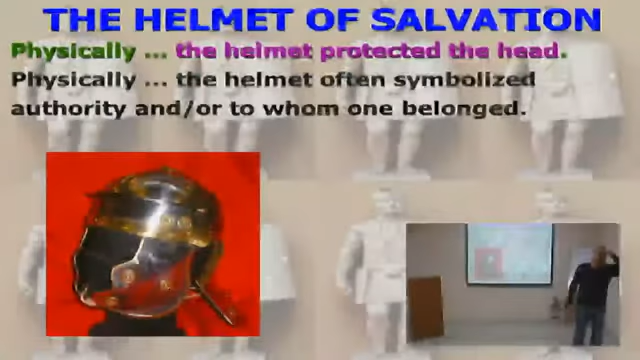 THE HELMET OF SALVATION
Physically ... the helmet protected the head.
Physically ... the helmet often symbolized
authority and/or to whom one belonged.